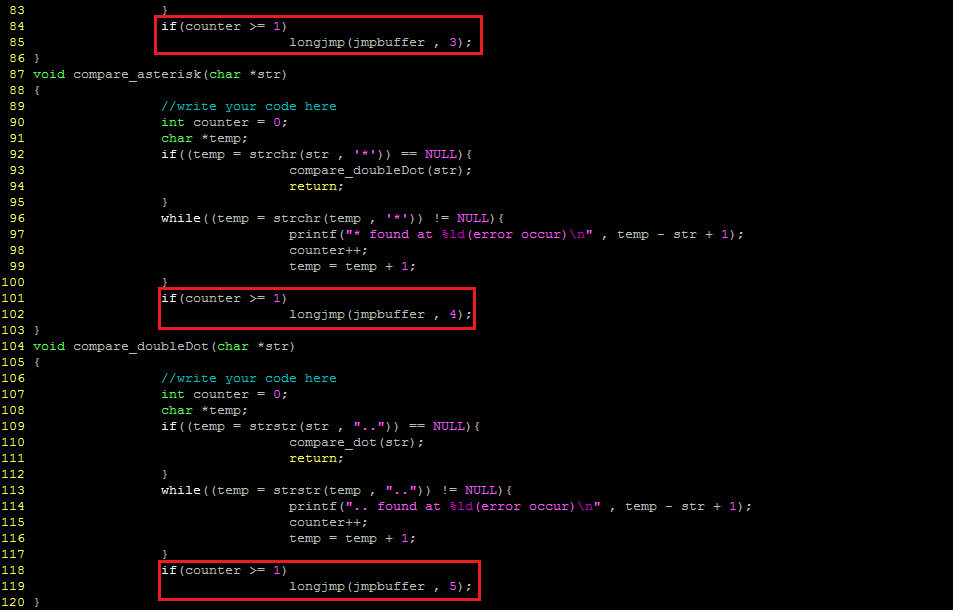 83 }
84 if(counter >= 1)
85 longjmp(jmpbuffer , 3);
86 }
87 void compare_asterisk(char *str)
88 {
89 //write your code here
90 int counter = 0;
91 char *temp;
92 if((temp = strchr(str , '*')) == NULL){
93 compare_doubleDot(str);
94 return;
95 }
96 while((temp = strchr(temp , '*')) != NULL){
97 printf("* found at %ld(error occur)\n" , temp - str + 1);
98 counter++;
99 temp = temp + 1;
100 }
101 if(counter >= 1)
102 longjmp(jmpbuffer , 4);
103 }
104 void compare_doubleDot(char *str)
105 {
106 //write your code here
107 int counter = 0;
108 char *temp;
109 if((temp = strstr(str , "..")) == NULL){
110 compare_dot(str);
111 return;
112 }
113 while((temp = strstr(temp , "..")) != NULL){
114 printf(".. found at %ld(error occur)\n" , temp - str + 1);
115 counter++;
116 temp = temp + 1;
117 }
118 if(counter >= 1)
119 longjmp(jmpbuffer , 5);
120 }